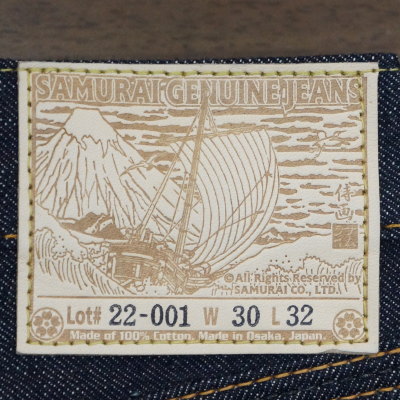 SAMURAI GENUINE JEANS
侍
©All Rights Reserved by
SAMURAI CO., LTD.
Lot# 22-001 W 30 L 32
Made of 100% Cotton. Made in Osaka, Japan.